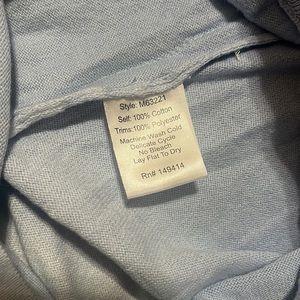 Style: M63221
Self: 100% Cotton
Trims:100% Polyester
Machine Wash Cold
Delicate Cycle
No Bleach
Lay Flat To Dry
Rn# 149414